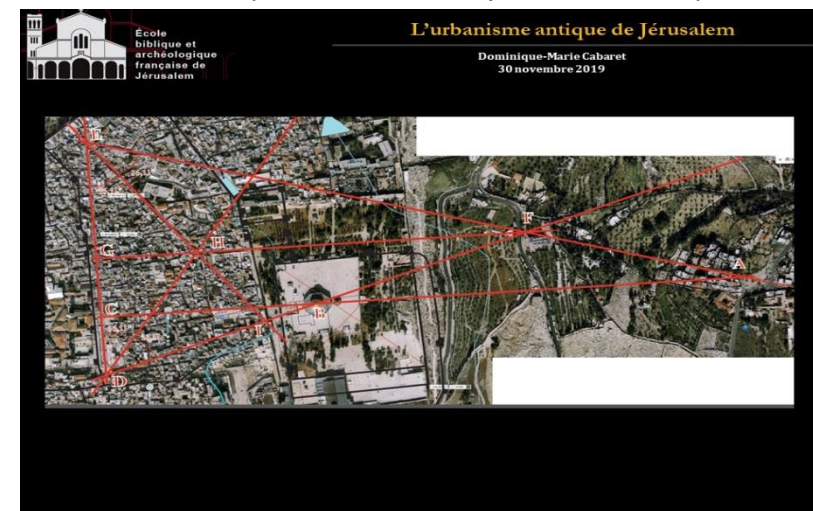 École
biblique et
archéologique
française de
Jérusalem
L'urbanisme antique de Jérusalem
Dominique-Marie Cabaret
30 novembre 2019
F
A
G
H
C
B
I
D